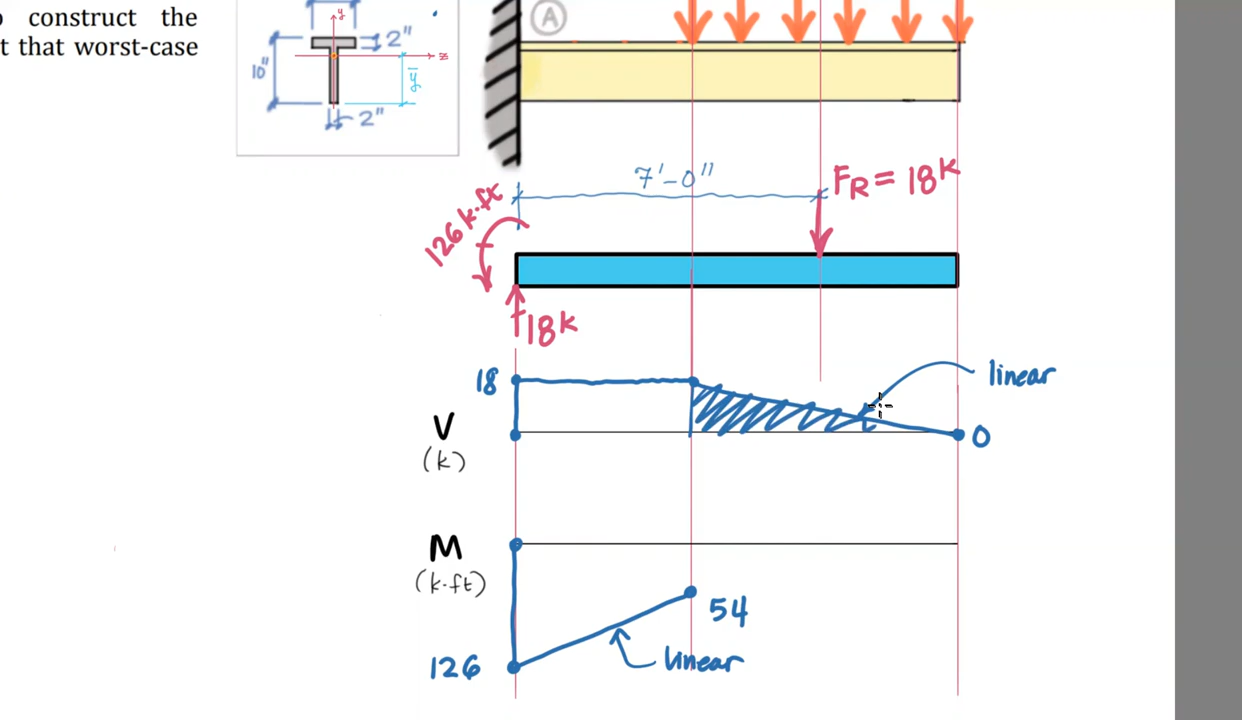 construct the
t that worst-case
y
2"
z
10"
ȳ
2"
A
7'-0"
FR = 18k
126 k·ft
18k
18
linear
V
(k)
0
M
(k·ft)
54
126
linear